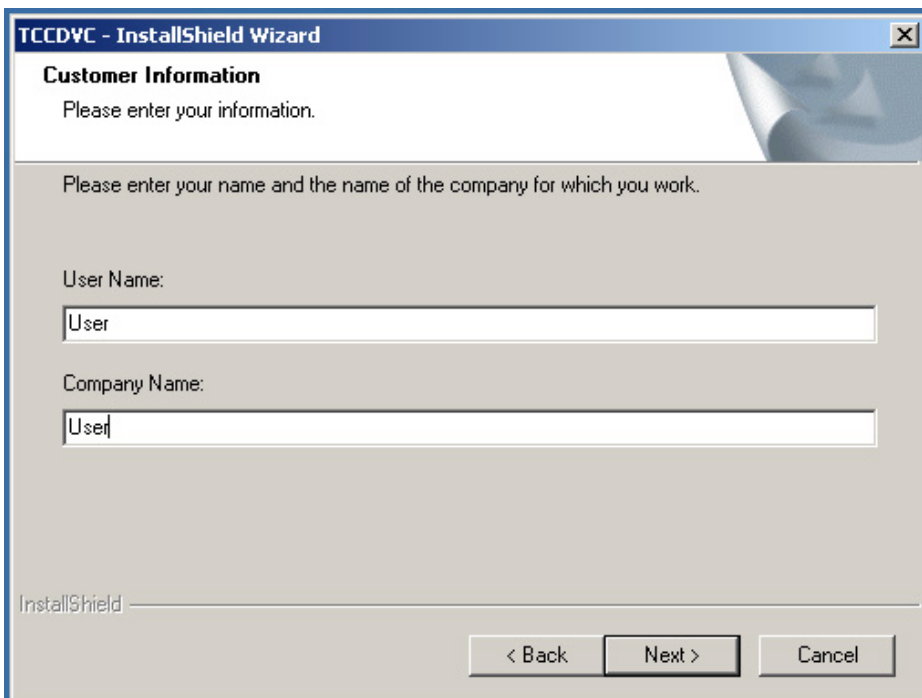 TCCDVC - InstallShield Wizard
Customer Information
Please enter your information.
Please enter your name and the name of the company for which you work.
User Name:
User
Company Name:
User
InstallShield
< Back Next > Cancel